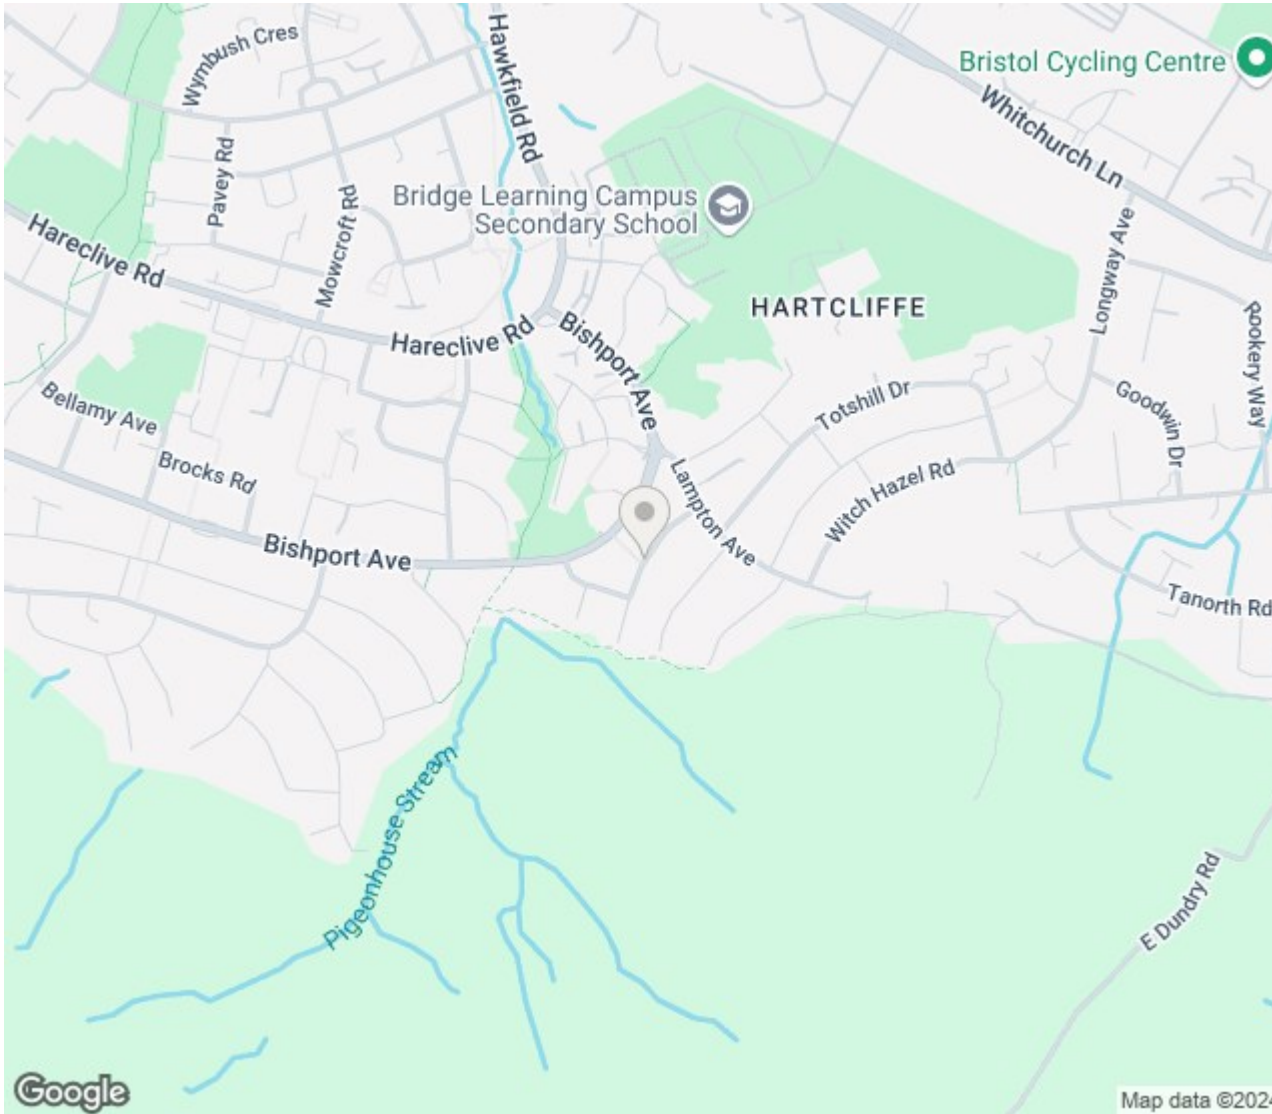 Wymbush Cres
Hawkfield Rd
Bristol Cycling Centre
Whitchurch Ln
Pavey Rd
Mowcroft Rd
Bridge Learning Campus
Secondary School
Hareclive Rd
Longway Ave
HARTCLIFFE
Rookery Way
Hareclive Rd
Bishport Ave
Bellamy Ave
Totshill Dr
Goodwin Dr
Brocks Rd
Lampton Ave
Witch Hazel Rd
Bishport Ave
Tanorth Rd
Pigeonhouse Stream
E Dundry Rd
Google
Map data ©2024